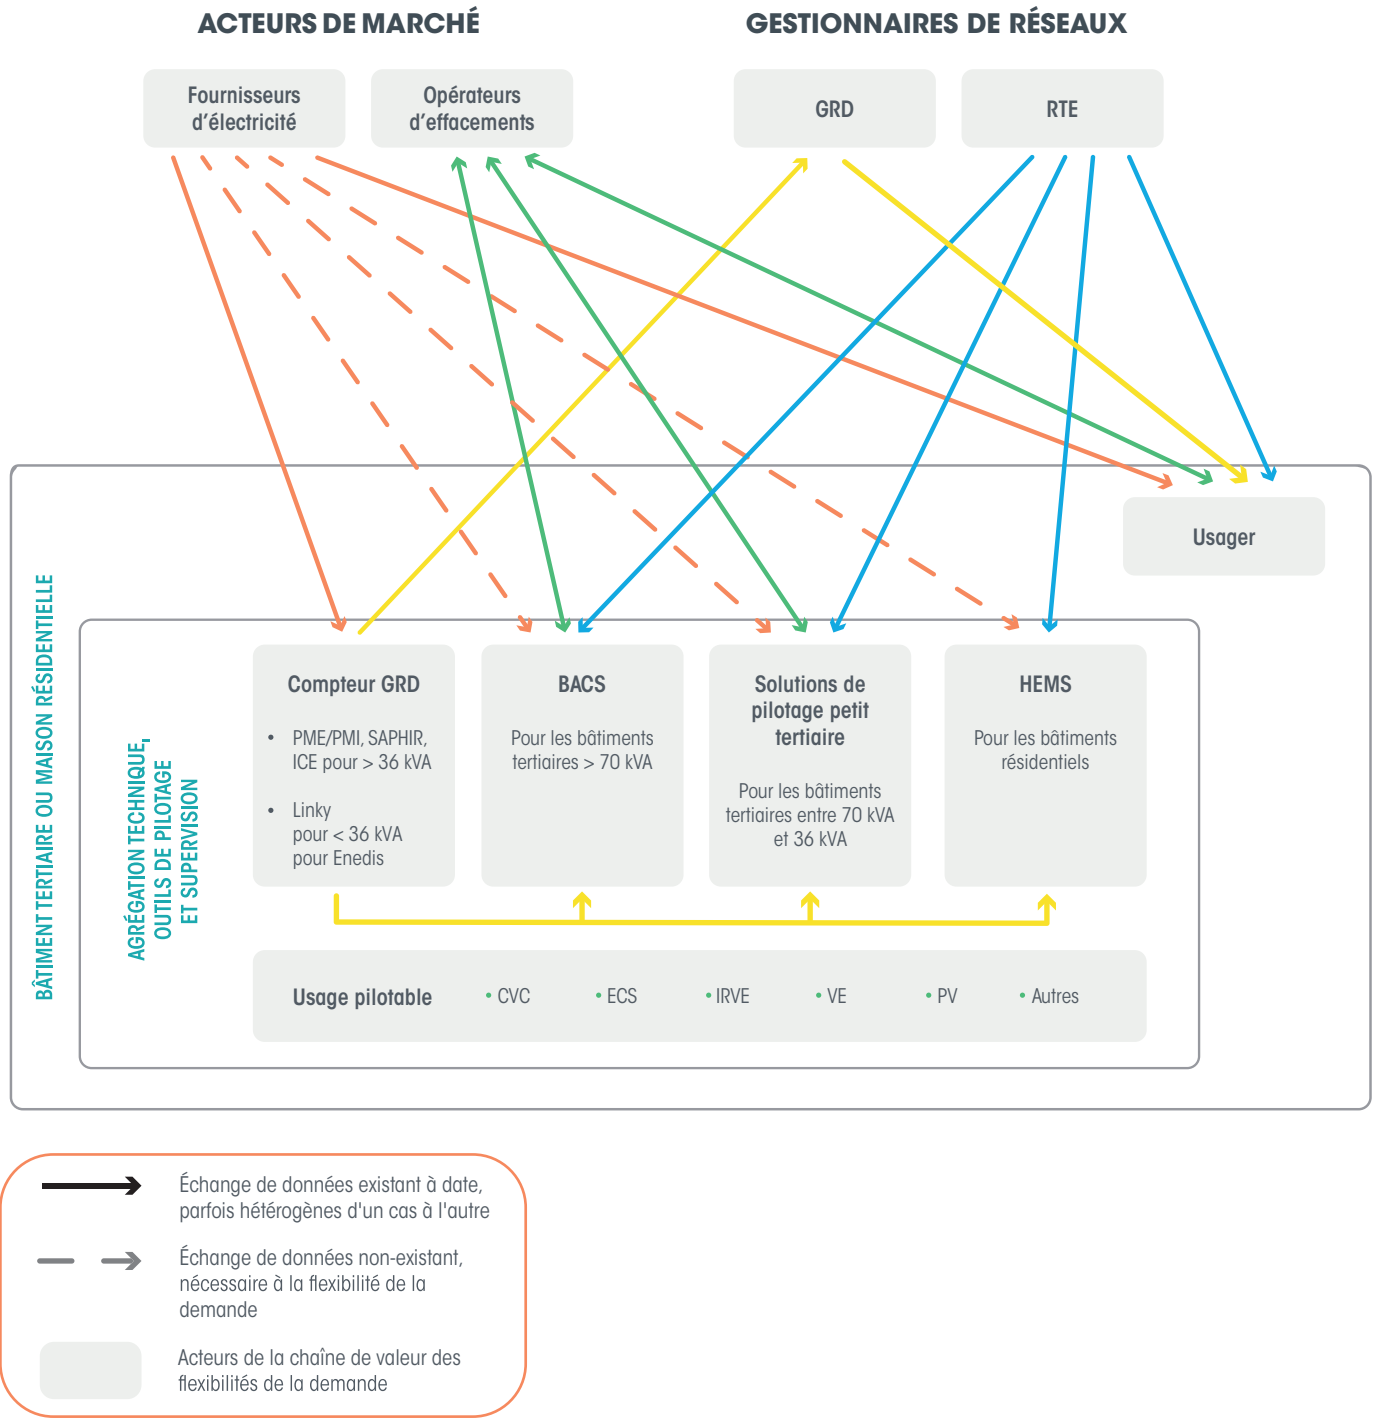 ACTEURS DE MARCHÉ
GESTIONNAIRES DE RÉSEAUX
Fournisseurs
d’électricité
Opérateurs
d’effacements
GRD
RTE
Usager
BÂTIMENT TERTIAIRE OU MAISON RÉSIDENTIELLE
AGRÉGATION TECHNIQUE,
OUTILS DE PILOTAGE
ET SUPERVISION
Compteur GRD
• PME/PMI, SAPHIR,
ICE pour > 36 kVA
• Linky
pour < 36 kVA
pour Enedis
BACS
Pour les bâtiments
tertiaires > 70 kVA
Solutions de
pilotage petit
tertiaire
Pour les bâtiments
tertiaires entre 70 kVA
et 36 kVA
HEMS
Pour les bâtiments
résidentiels
Usage pilotable • CVC • ECS • IRVE • VE • PV • Autres
Échange de données existant à date,
parfois hétérogènes d'un cas à l'autre
Échange de données non-existant,
nécessaire à la flexibilité de la
demande
Acteurs de la chaîne de valeur des
flexibilités de la demande